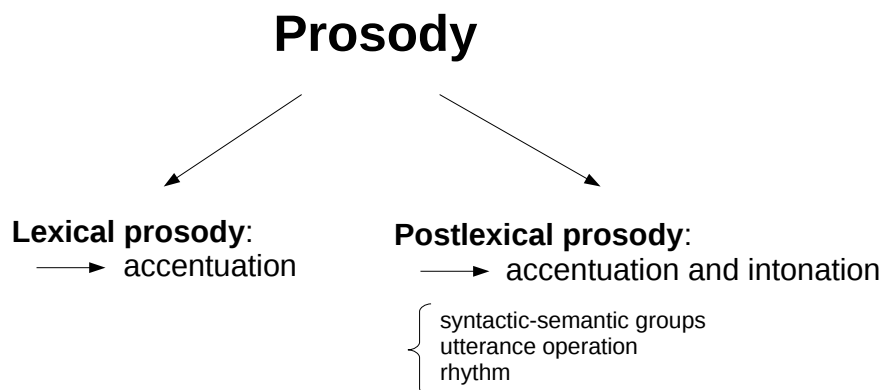 Prosody
Lexical prosody:
accentuation
Postlexical prosody:
accentuation and intonation
syntactic-semantic groups
utterance operation
rhythm